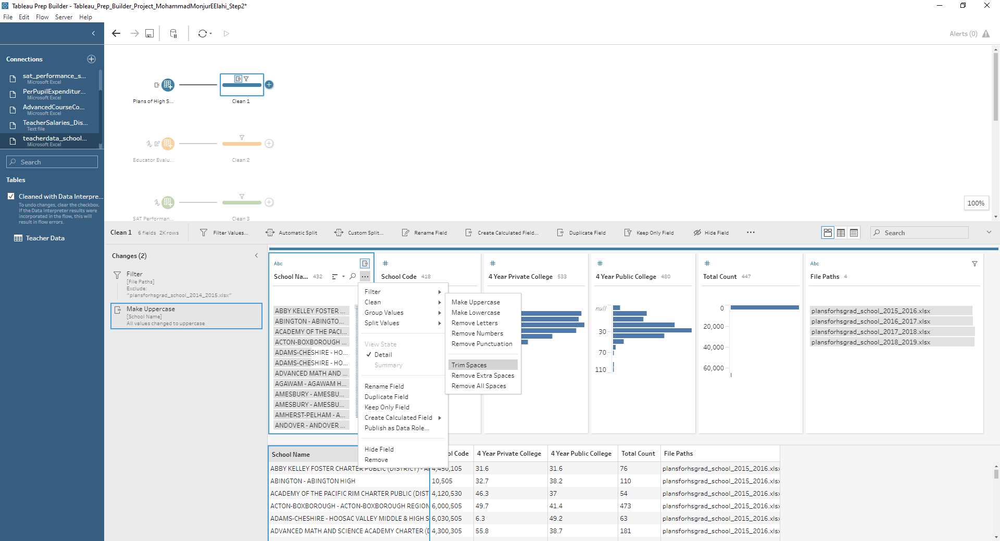 Tableau Prep Builder - Tableau_Prep_Builder_Project_MohammadMonjurEElahi_Step2*
File Edit Flow Server Help
Alerts (0)
Connections
sat_performance_s...
Microsoft Excel
PerPupilExpenditur...
Microsoft Excel
AdvancedCourseCo...
Microsoft Excel
TeacherSalaries_Dis...
Text file
teacherdata_school...
Microsoft Excel
Search
Tables
Cleaned with Data Interpre...
To undo changes, clear the checkbox.
If the Data Interpreter results were
incorporated in the flow, this will
result in flow errors.
Teacher Data
Plans of High S...
Clean 1
Educator Evalu...
Clean 2
SAT Performan...
Clean 3
100%
Clean 1 6 fields 2K rows
Filter Values... Automatic Split Custom Split... Rename Field Create Calculated Field... Duplicate Field Keep Only Field Hide Field
Search
Changes (2)
Filter
[File Paths]
Exclude:
"plansforhsgrad_school_2014_2015.xlsx"
Make Uppercase
[School Name]
All values changed to uppercase
Abc
School Na... 432
ABBY KELLEY FOSTER ...
ABINGTON - ABINGTO...
ACADEMY OF THE PACI...
ACTON-BOXBOROUGH ...
ADAMS-CHESHIRE - HO...
ADAMS-CHESHIRE - HO...
ADVANCED MATH AND ...
AGAWAM - AGAWAM H...
AMESBURY - AMESBU...
AMESBURY - AMESBU...
AMHERST-PELHAM - A...
ANDOVER - ANDOVER ...
#
School Code 418
#
4 Year Private College 533
#
4 Year Public College 480
null
30
70
110
#
Total Count 447
0
20,000
40,000
60,000
Abc
File Paths 4
plansforhsgrad_school_2015_2016.xlsx
plansforhsgrad_school_2016_2017.xlsx
plansforhsgrad_school_2017_2018.xlsx
plansforhsgrad_school_2018_2019.xlsx
Filter
Clean
Group Values
Split Values
View State
Detail
Summary
Rename Field
Duplicate Field
Keep Only Field
Create Calculated Field
Publish as Data Role...
Hide Field
Remove
Make Uppercase
Make Lowercase
Remove Letters
Remove Numbers
Remove Punctuation
Trim Spaces
Remove Extra Spaces
Remove All Spaces
School Name ol Code 4 Year Private College 4 Year Public College Total Count File Paths
ABBY KELLEY FOSTER CHARTER PUBLIC (DISTRICT) - A 4,450,105 31.6 31.6 76 plansforhsgrad_school_2015_2016.xlsx
ABINGTON - ABINGTON HIGH 10,505 32.7 38.2 110 plansforhsgrad_school_2015_2016.xlsx
ACADEMY OF THE PACIFIC RIM CHARTER PUBLIC (DIST 4,120,530 46.3 37 54 plansforhsgrad_school_2015_2016.xlsx
ACTON-BOXBOROUGH - ACTON-BOXBOROUGH REGION 6,000,505 49.7 41.4 473 plansforhsgrad_school_2015_2016.xlsx
ADAMS-CHESHIRE - HOOSAC VALLEY MIDDLE & HIGH S 6,030,505 6.3 49.2 63 plansforhsgrad_school_2015_2016.xlsx
ADVANCED MATH AND SCIENCE ACADEMY CHARTER (D 4,300,305 55.8 38.7 181 plansforhsgrad_school_2015_2016.xlsx